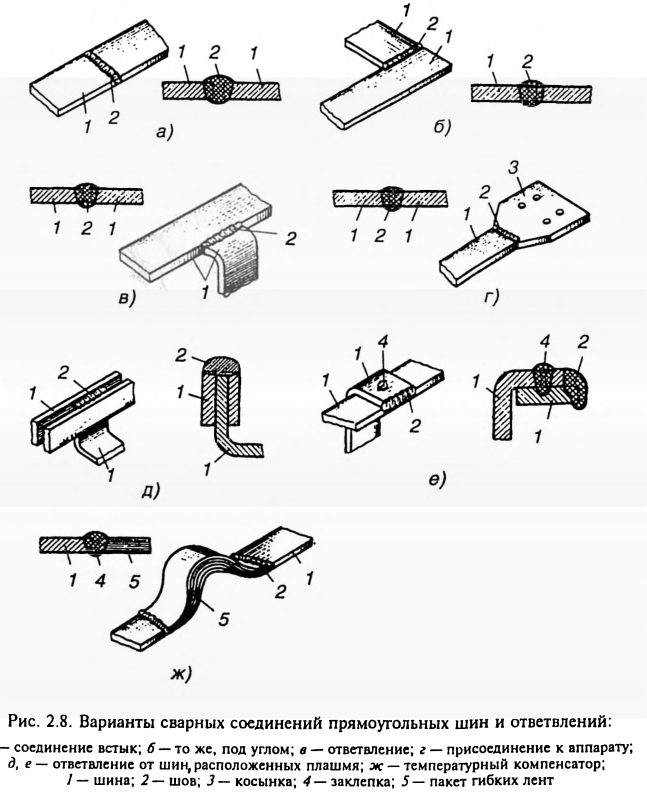 1 2 1 2 1
1 2 1
1 2
1 2
а)
б)
1 2 1
2
1
в)
1 2 1
3
2
1
г)
2
1
1
2
1
1
д)
4
1
1
2
4 2
1
1
е)
1 4 5
1
2
5
ж)
Рис. 2.8. Варианты сварных соединений прямоугольных шин и ответвлений:
— соединение встык; б — то же, под углом; в — ответвление; г — присоединение к аппарату;
д, е — ответвление от шин, расположенных плашмя; ж — температурный компенсатор;
1 — шина; 2 — шов; 3 — косынка; 4 — заклепка; 5 — пакет гибких лент